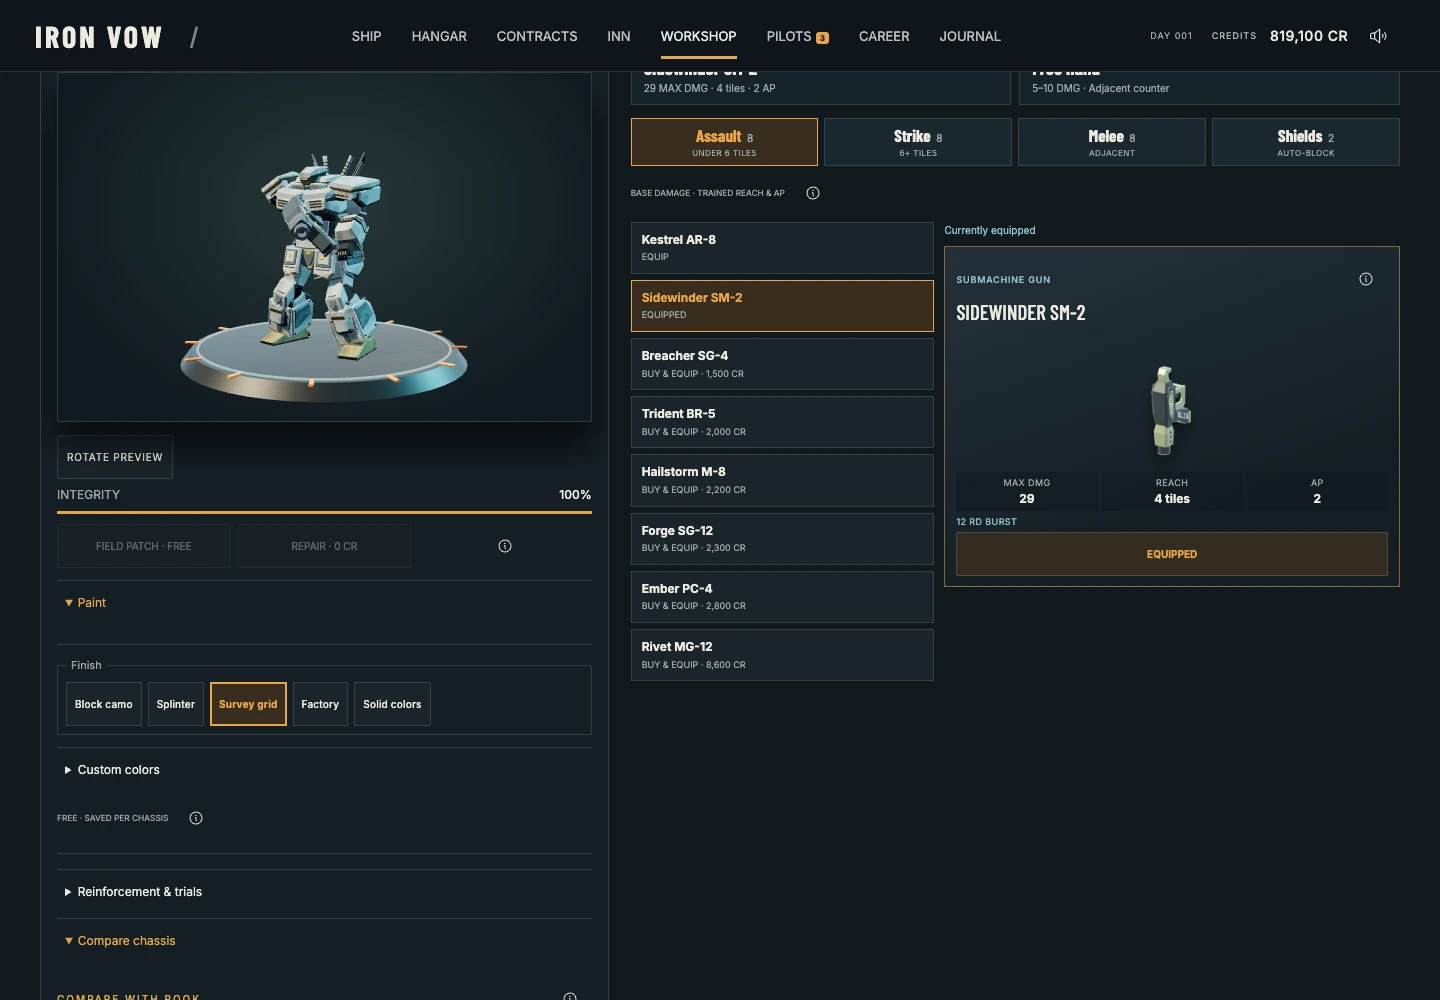 IRON VOW /
SHIP
HANGAR
CONTRACTS
INN
WORKSHOP
PILOTS 3
CAREER
JOURNAL
DAY 001
CREDITS 819,100 CR
29 MAX DMG · 4 tiles · 2 AP
5–10 DMG · Adjacent counter
Assault 8
UNDER 6 TILES
Strike 8
6+ TILES
Melee 8
ADJACENT
Shields 2
AUTO-BLOCK
BASE DAMAGE · TRAINED REACH & AP
Kestrel AR-8
EQUIP
Sidewinder SM-2
EQUIPPED
Breacher SG-4
BUY & EQUIP · 1,500 CR
Trident BR-5
BUY & EQUIP · 2,000 CR
Hailstorm M-8
BUY & EQUIP · 2,200 CR
Forge SG-12
BUY & EQUIP · 2,300 CR
Ember PC-4
BUY & EQUIP · 2,800 CR
Rivet MG-12
BUY & EQUIP · 8,600 CR
Currently equipped
SUBMACHINE GUN
SIDEWINDER SM-2
MAX DMG
29
REACH
4 tiles
AP
2
12 RD BURST
EQUIPPED
ROTATE PREVIEW
INTEGRITY 100%
FIELD PATCH · FREE
REPAIR · 0 CR
▼ Paint
Finish
Block camo
Splinter
Survey grid
Factory
Solid colors
▶ Custom colors
FREE · SAVED PER CHASSIS
▶ Reinforcement & trials
▼ Compare chassis
COMPARE WITH ROOK